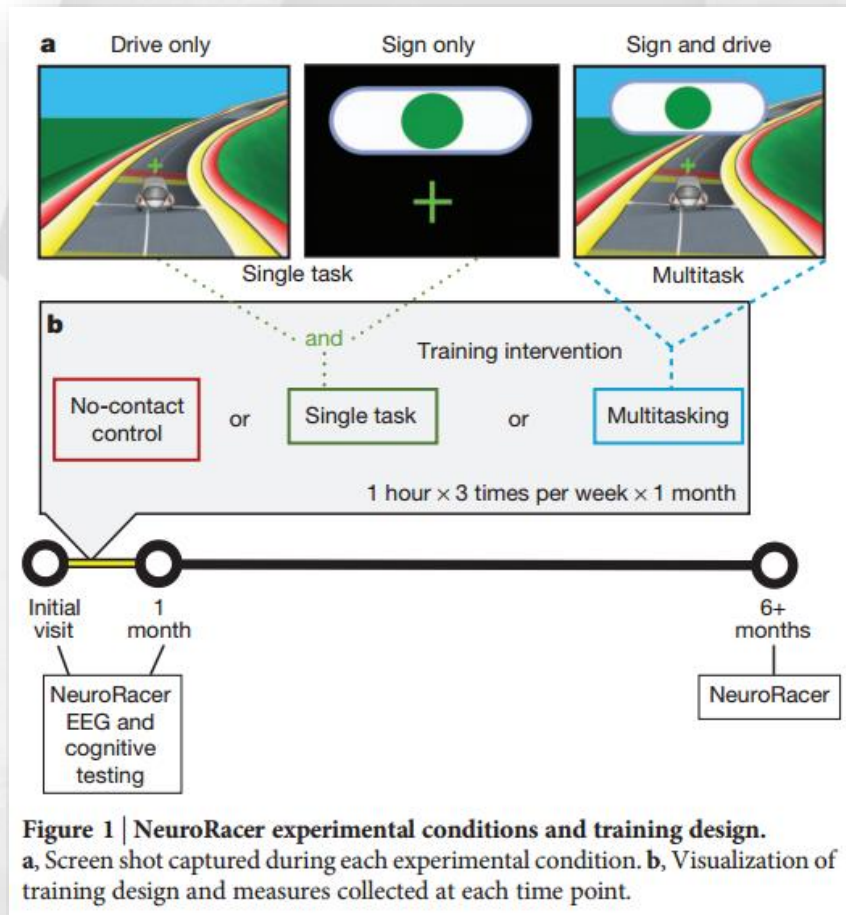 a
Drive only
Sign only
Sign and drive
Single task
Multitask
b
and
Training intervention
No-contact
control
or
Single task
or
Multitasking
1 hour × 3 times per week × 1 month
Initial
visit
1
month
6+
months
NeuroRacer
EEG and
cognitive
testing
NeuroRacer
Figure 1 | NeuroRacer experimental conditions and training design.
a, Screen shot captured during each experimental condition. b, Visualization of
training design and measures collected at each time point.